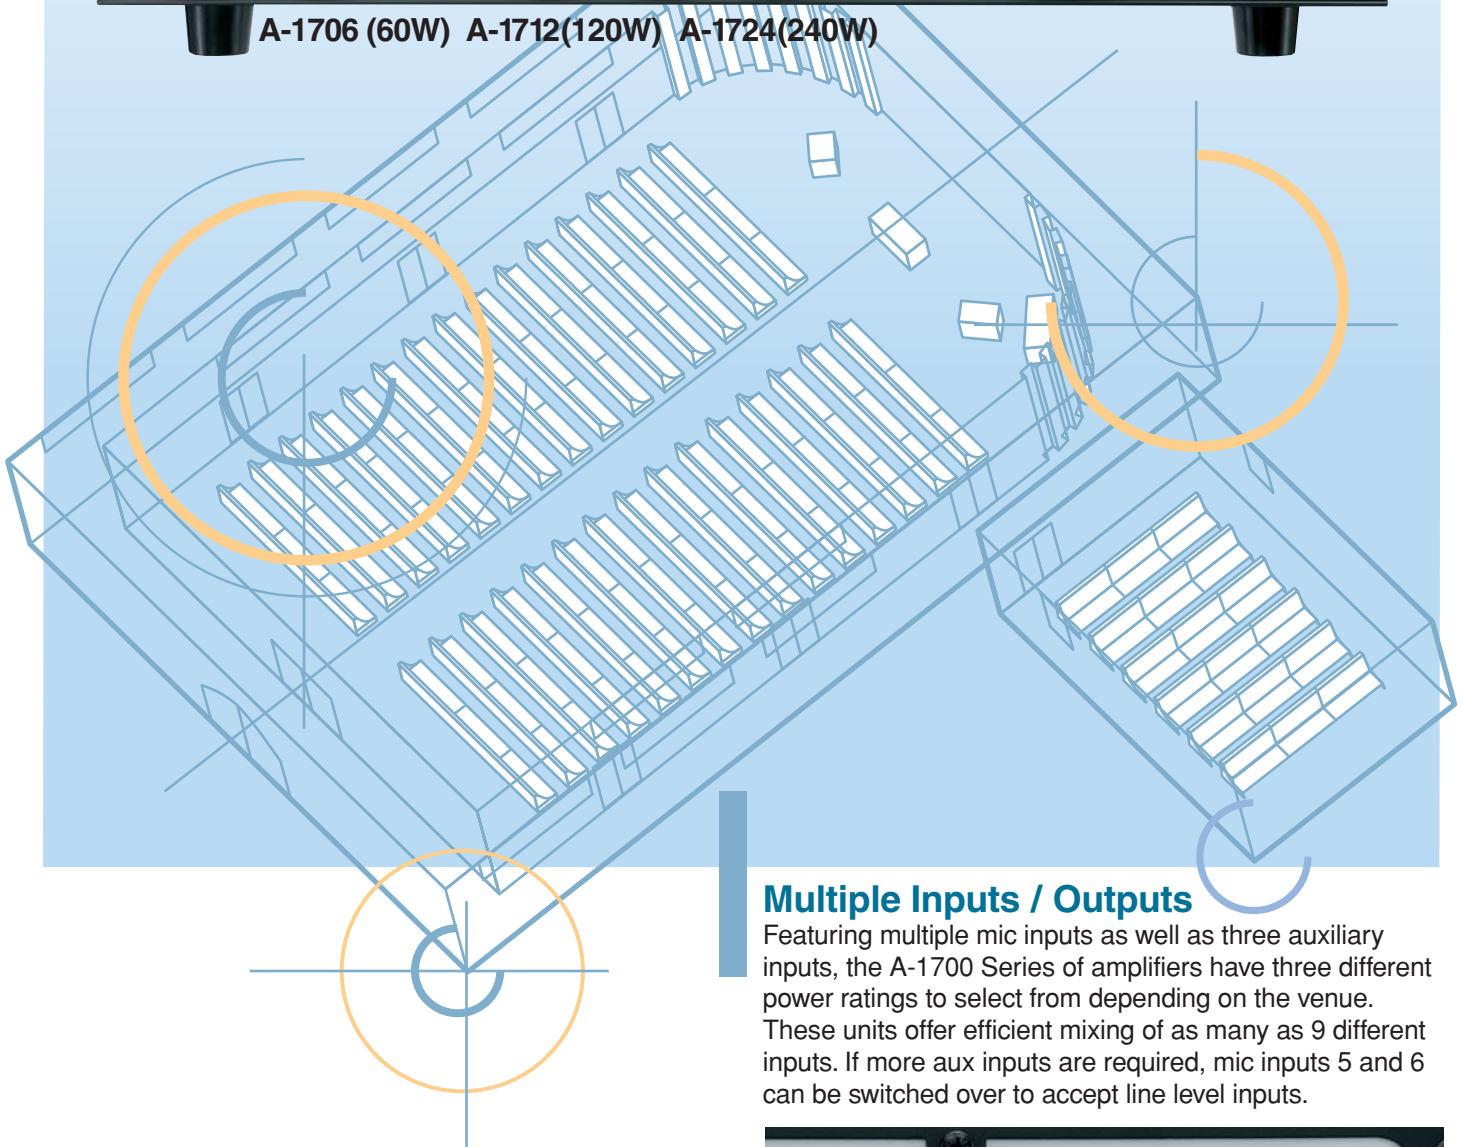 A-1706 (60W) A-1712(120W) A-1724(240W)
Multiple Inputs / Outputs
Featuring multiple mic inputs as well as three auxiliary
inputs, the A-1700 Series of amplifiers have three different
power ratings to select from depending on the venue.
These units offer efficient mixing of as many as 9 different
inputs. If more aux inputs are required, mic inputs 5 and 6
can be switched over to accept line level inputs.